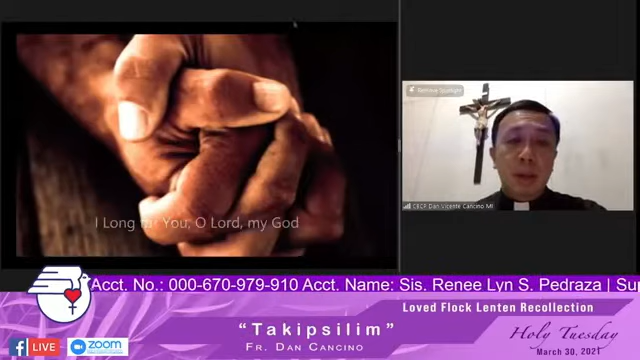 Remove Spotlight
I Long for You, O Lord, my God
CBCP Dan Vicente Cancino MI
Acct. No.: 000-670-979-910 Acct. Name: Sis. Renee Lyn S. Pedraza | Su
Loved Flock Lenten Recollection
"Takipsilim"
Fr. Dan Cancino
Holy Tuesday
March 30, 2021
LIVE
zoom